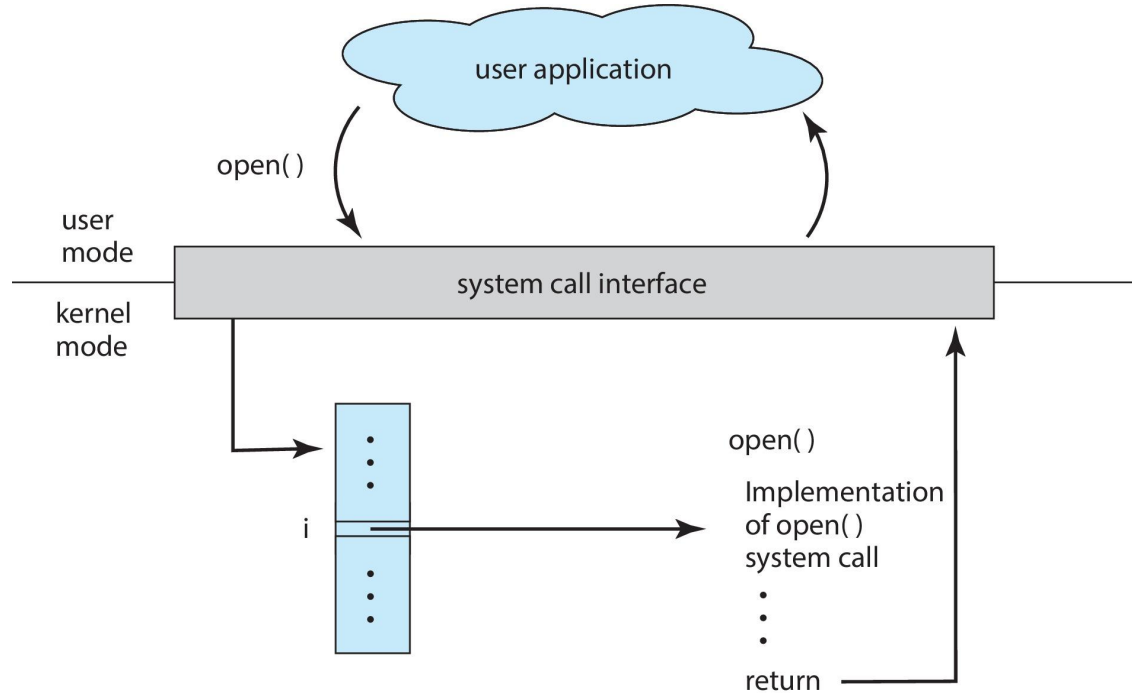 user application
open( )
user
mode
system call interface
kernel
mode
open( )
Implementation
of open( )
system call
i
return